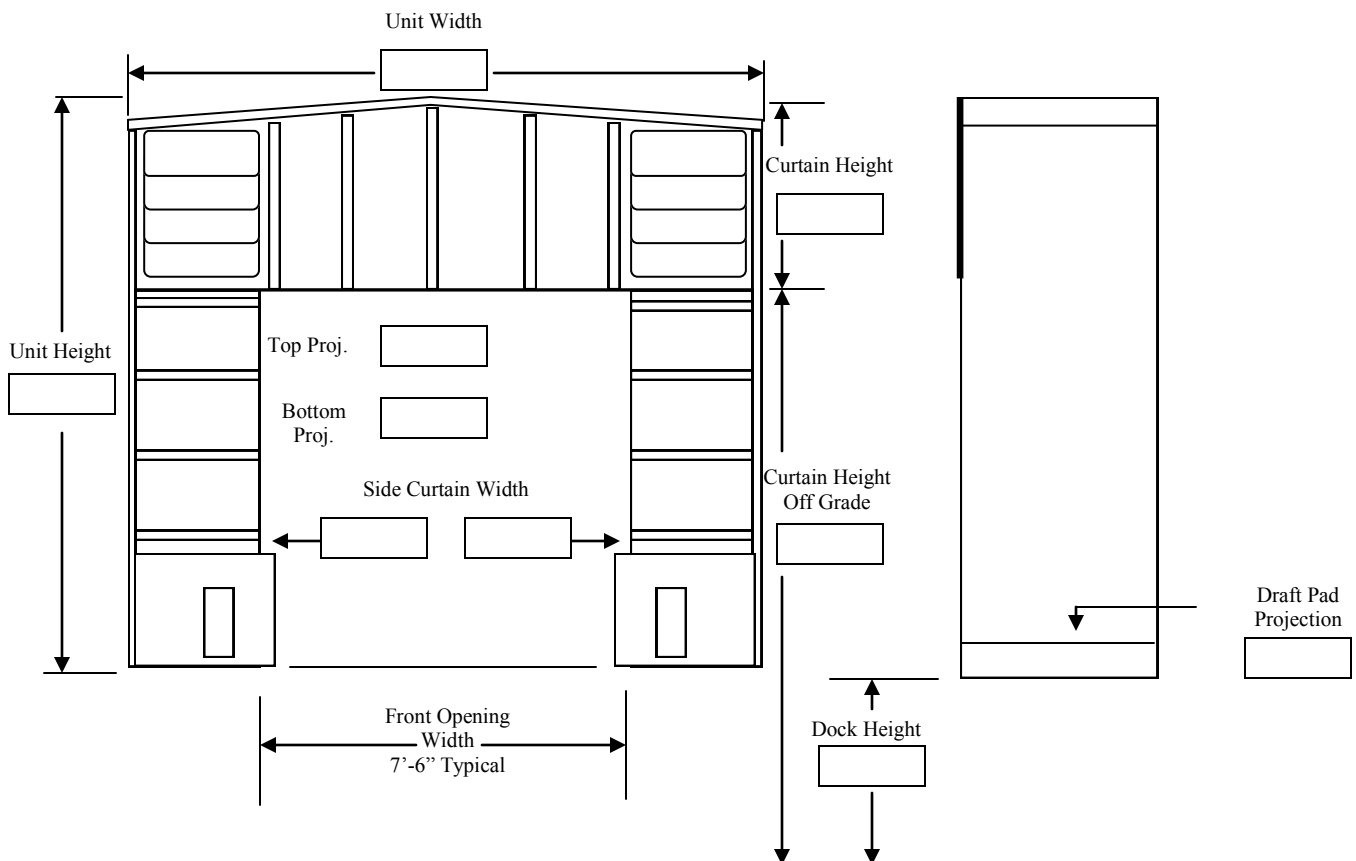 Unit Width
Curtain Height
Unit Height
Top Proj.
Bottom
Proj.
Side Curtain Width
Curtain Height
Off Grade
Draft Pad
Projection
Front Opening
Width
7’-6” Typical
Dock Height